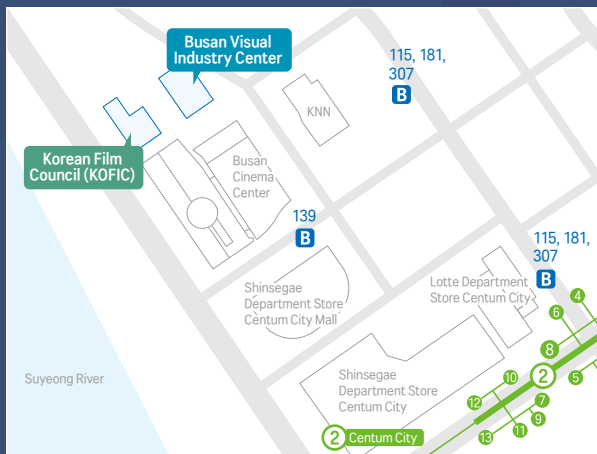 Busan Visual
Industry Center
115, 181,
307
B
KNN
Korean Film
Council (KOFIC)
Busan
Cinema
Center
139
B
115, 181,
307
B
Shinsegae
Department Store
Centum City Mall
Lotte Department
Store Centum City
4
6
8
2
5
Suyeong River
Shinsegae
Department Store
Centum City
10
12
7
9
11
13
2 Centum City